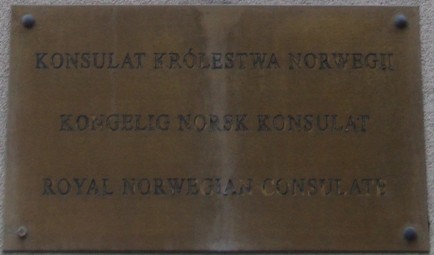 KONSULAT KRÓLESTWA NORWEGII
KONGELIG NORSK KONSULAT
ROYAL NORWEGIAN CONSULATE